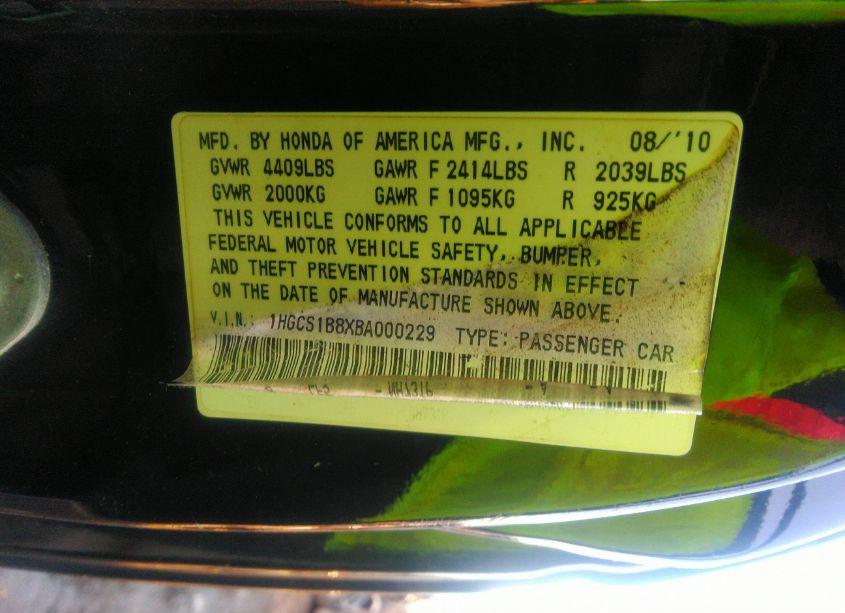 MFD. BY HONDA OF AMERICA MFG., INC. 08/'10
GVWR 4409LBS GAWR F 2414LBS R 2039LBS
GVWR 2000KG GAWR F 1095KG R 925KG
THIS VEHICLE CONFORMS TO ALL APPLICABLE
FEDERAL MOTOR VEHICLE SAFETY, BUMPER,
AND THEFT PREVENTION STANDARDS IN EFFECT
ON THE DATE OF MANUFACTURE SHOWN ABOVE.
V.I.N.: 1HGCS1B8XBA000229 TYPE: PASSENGER CAR